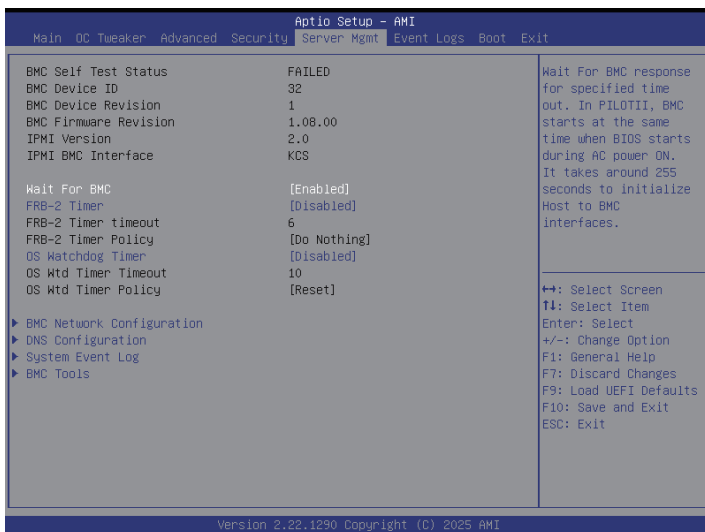 Aptio Setup - AMI
Main OC Tweaker Advanced Security Server Mgmt Event Logs Boot Exit
BMC Self Test Status FAILED
BMC Device ID 32
BMC Device Revision 1
BMC Firmware Revision 1.08.00
IPMI Version 2.0
IPMI BMC Interface KCS
Wait For BMC [Enabled]
FRB-2 Timer [Disabled]
FRB-2 Timer timeout 6
FRB-2 Timer Policy [Do Nothing]
OS Watchdog Timer [Disabled]
OS Wtd Timer Timeout 10
OS Wtd Timer Policy [Reset]
BMC Network Configuration
DNS Configuration
System Event Log
BMC Tools
Wait For BMC response
for specified time
out. In PILOTII, BMC
starts at the same
time when BIOS starts
during AC power ON.
It takes around 255
seconds to initialize
Host to BMC
interfaces.
↔: Select Screen
↑↓: Select Item
Enter: Select
+/-: Change Option
F1: General Help
F7: Discard Changes
F9: Load UEFI Defaults
F10: Save and Exit
ESC: Exit
Version 2.22.1290 Copyright (C) 2025 AMI